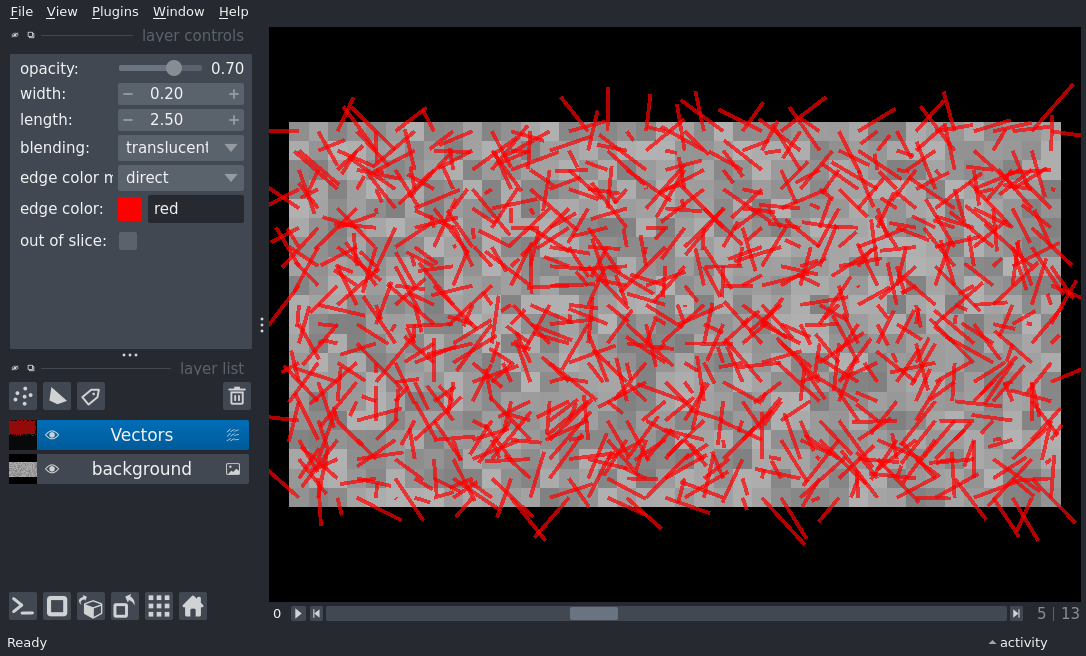 File View Plugins Window Help
layer controls
opacity: 0.70
width: 0.20
length: 2.50
blending: translucent
edge color m direct
edge color: red
out of slice:
layer list
Vectors
background
0 5 | 13
Ready activity